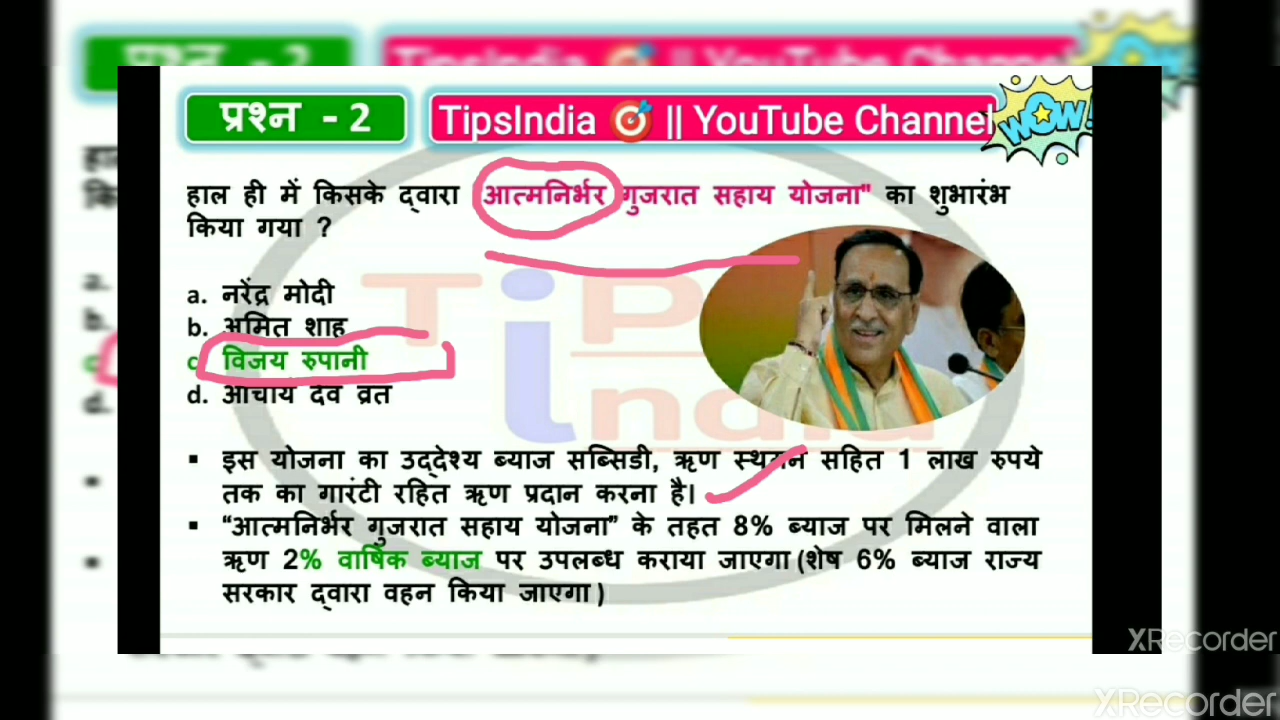 प्रश्न - 2
TipsIndia 🎯 || YouTube Channel
WOW!
हाल ही में किसके द्वारा आत्मनिर्भर गुजरात सहाय योजना" का शुभारंभ
किया गया ?
a. नरेंद्र मोदी
b. अमित शाह
c. विजय रुपानी
d. आचार्य देव व्रत
▪ इस योजना का उद्देश्य ब्याज सब्सिडी, ऋण स्थगन सहित 1 लाख रुपये
तक का गारंटी रहित ऋण प्रदान करना है।
▪ “आत्मनिर्भर गुजरात सहाय योजना” के तहत 8% ब्याज पर मिलने वाला
ऋण 2% वार्षिक ब्याज पर उपलब्ध कराया जाएगा (शेष 6% ब्याज राज्य
सरकार द्वारा वहन किया जाएगा )
TiPs
India
XRecorder
XRecorder